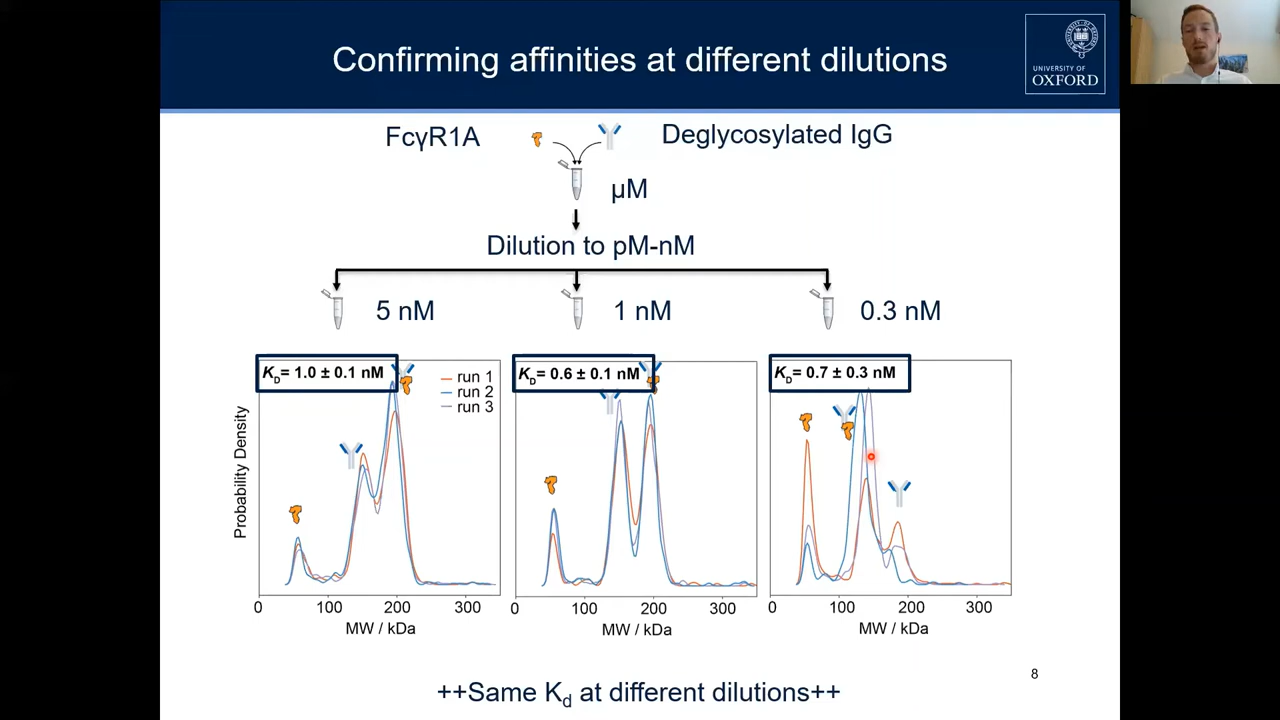 Confirming affinities at different dilutions
UNIVERSITY OF
OXFORD
FcγR1A
Deglycosylated IgG
μM
Dilution to pM-nM
5 nM
1 nM
0.3 nM
KD= 1.0 ± 0.1 nM
KD= 0.6 ± 0.1 nM
KD= 0.7 ± 0.3 nM
run 1
run 2
run 3
Probability Density
0 100 200 300
0 100 200 300
0 100 200 300
MW / kDa
MW / kDa
MW / kDa
8
++Same Kd at different dilutions++